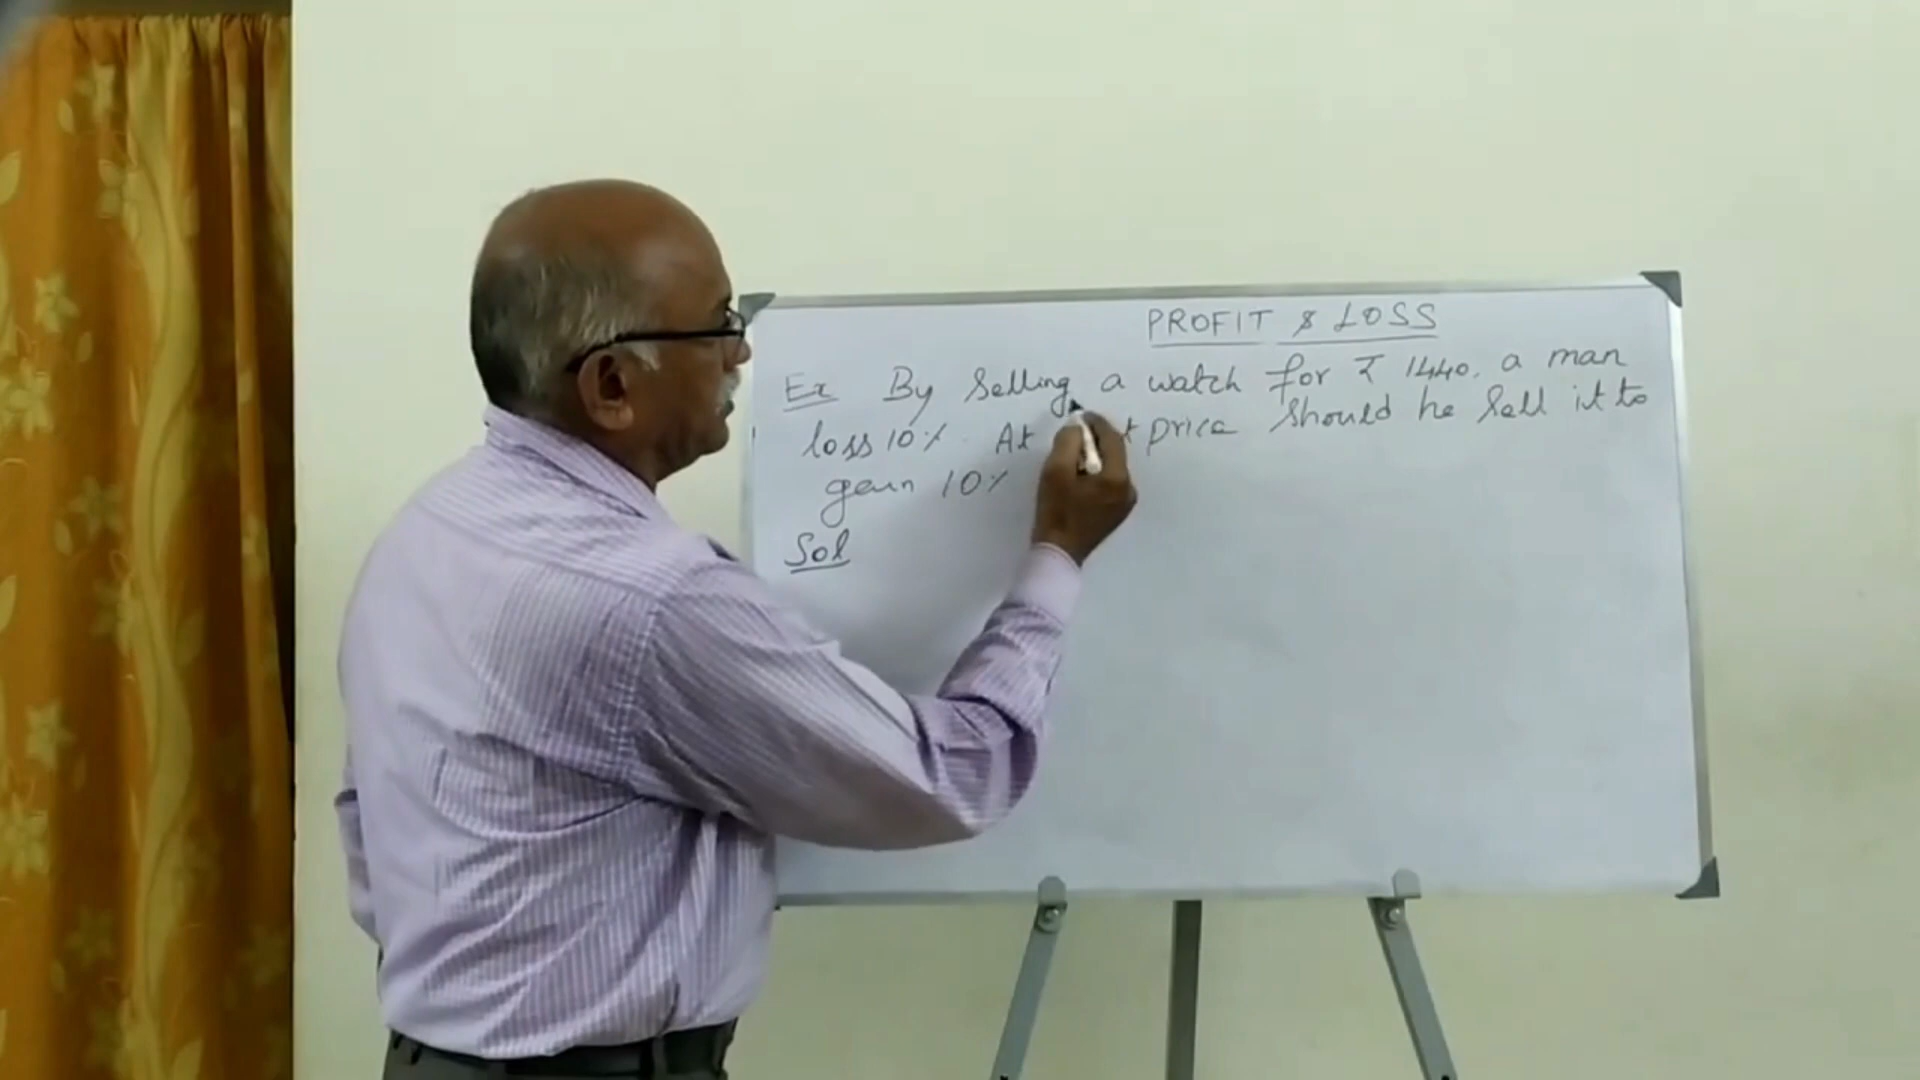 PROFIT & LOSS
Ex By Selling a watch for ₹ 1440. a man
loss 10%. At price should he sell it to
gain 10%
Sol